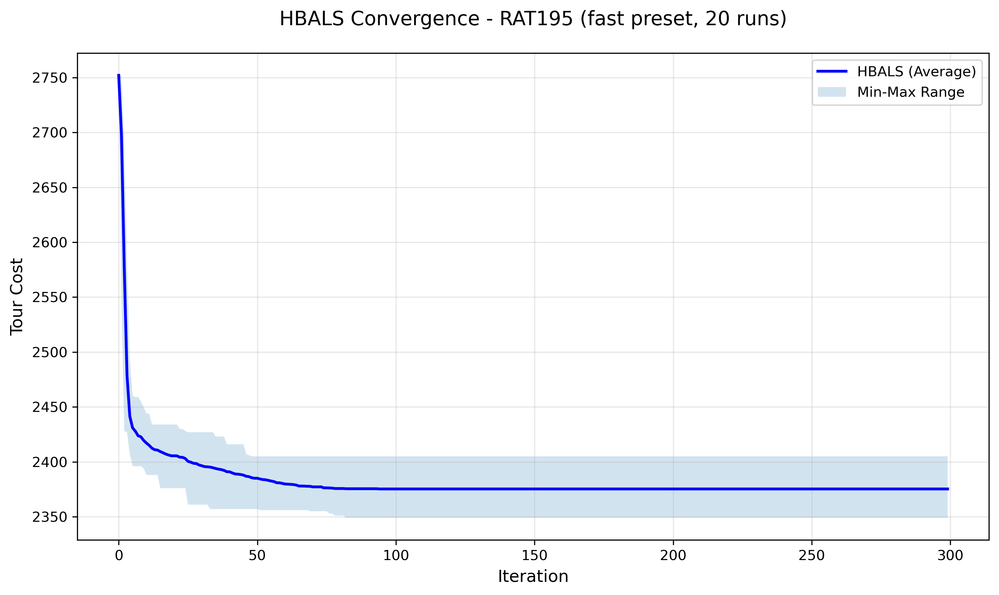 HBALS Convergence - RAT195 (fast preset, 20 runs)
HBALS (Average)
Min-Max Range
Tour Cost
2750
2700
2650
2600
2550
2500
2450
2400
2350
0 50 100 150 200 250 300
Iteration